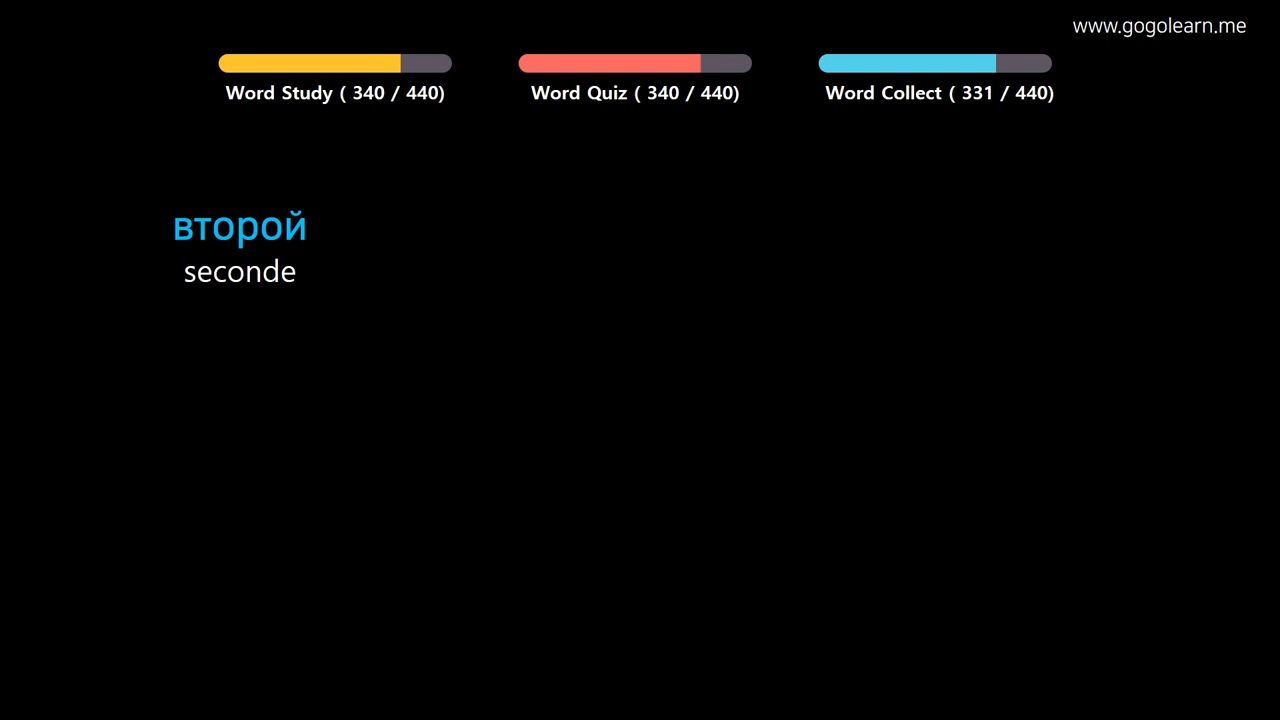 www.gogolearn.me
Word Study ( 340 / 440)
Word Quiz ( 340 / 440)
Word Collect ( 331 / 440)
второй
seconde